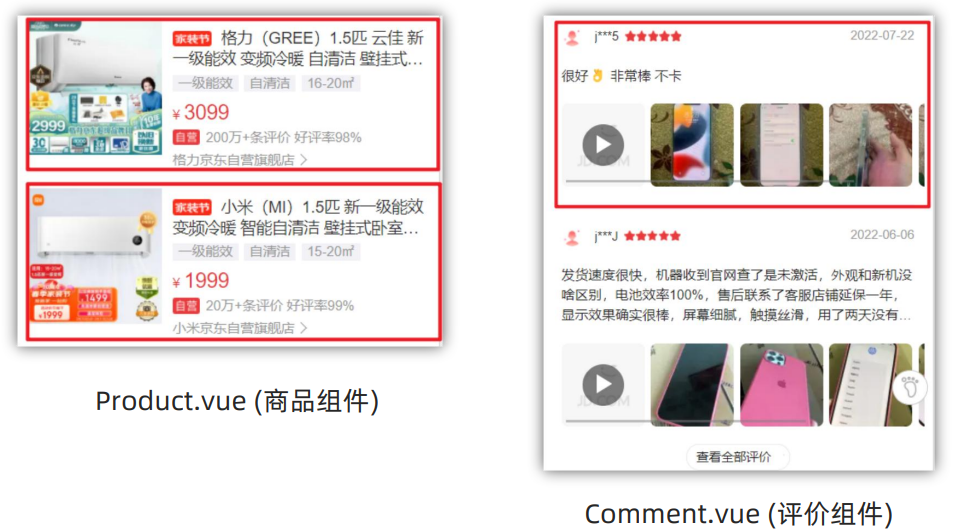 家装节 格力（GREE）1.5匹 云佳 新
一级能效 变频冷暖 自清洁 壁挂式…
一级能效 自清洁 16-20㎡
¥ 3099
自营 200万+条评价 好评率98%
格力京东自营旗舰店 >
2999
家装节 小米（MI）1.5匹 新一级能效
变频冷暖 智能自清洁 壁挂式卧室…
一级能效 自清洁 15-20㎡
¥ 1999
自营 20万+条评价 好评率99%
小米京东自营旗舰店 >
1499
¥1999
Product.vue (商品组件)
j***5 ★★★★★ 2022-07-22
很好👌 非常棒 不卡
JD.COM
j***J ★★★★★ 2022-06-06
发货速度很快，机器收到官网查了是未激活，外观和新机没
啥区别，电池效率100%，售后联系了客服店铺延保一年，
显示效果确实很棒，屏幕细腻，触摸丝滑，用了两天没有…
JD.COM
查看全部评价
Comment.vue (评价组件)